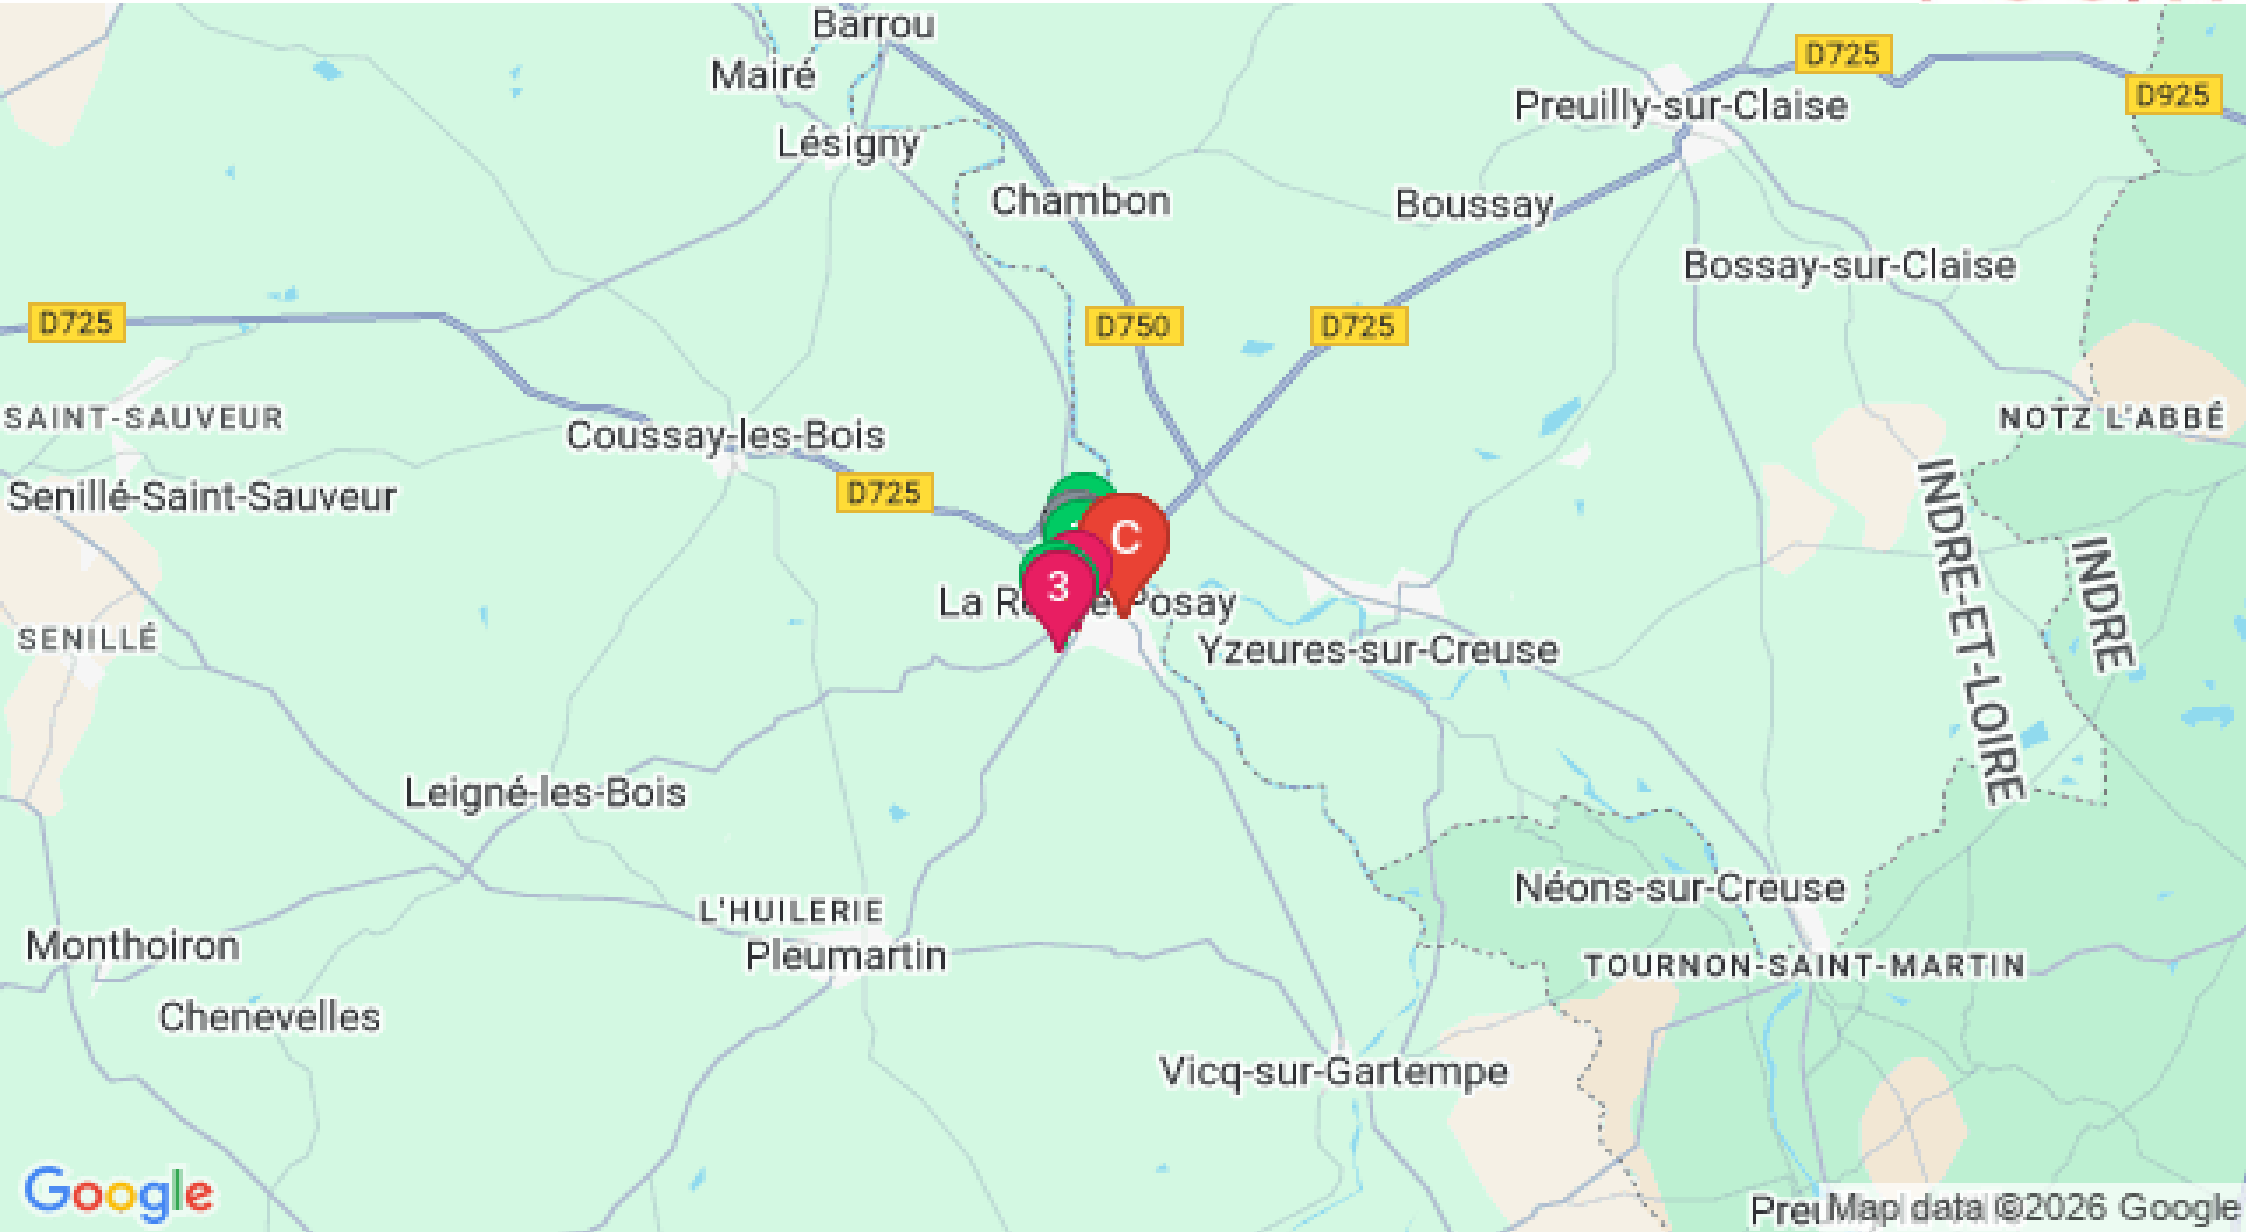 Barrou
Mairé
D725
D925
Preuilly-sur-Claise
Lésigny
Chambon
Boussay
Bossay-sur-Claise
D725
D750
D725
SAINT-SAUVEUR
NOTZ L'ABBÉ
Coussay-les-Bois
Senillé-Saint-Sauveur
D725
C
3
La Posay
INDRE-ET-LOIRE
INDRE
SENILLÉ
Yzeures-sur-Creuse
Leigné-les-Bois
Néons-sur-Creuse
L'HUILERIE
Monthoiron
Pleumartin
TOURNON-SAINT-MARTIN
Chenevelles
Vicq-sur-Gartempe
Google
Map data ©2026 Google